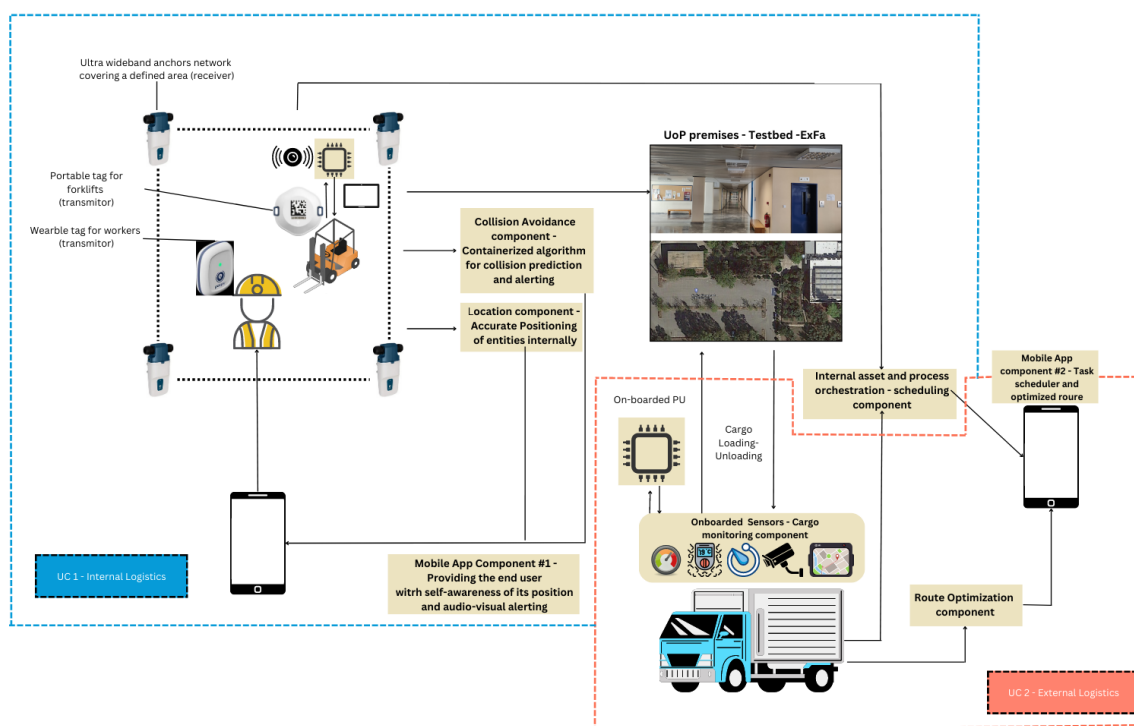 Ultra wideband anchors network
covering a defined area (receiver)
Portable tag for
forklifts
(transmitor)
Wearble tag for workers
(transmitor)
UoP premises - Testbed -ExFa
Collision Avoidance
component -
Containerized algorithm
for collision prediction
and alerting
Location component -
Accurate Positioning
of entities internally
Internal asset and process
orchestration - scheduling
component
Mobile App
component #2 - Task
scheduler and
optimized roure
On-boarded PU
Cargo
Loading-
Unloading
Onboarded Sensors - Cargo
monitoring component
19 °C
UC 1 - Internal Logistics
Mobile App Component #1 -
Providing the end user
witrh self-awareness of its position
and audio-visual alerting
Route Optimization
component
UC 2 - External Logistics